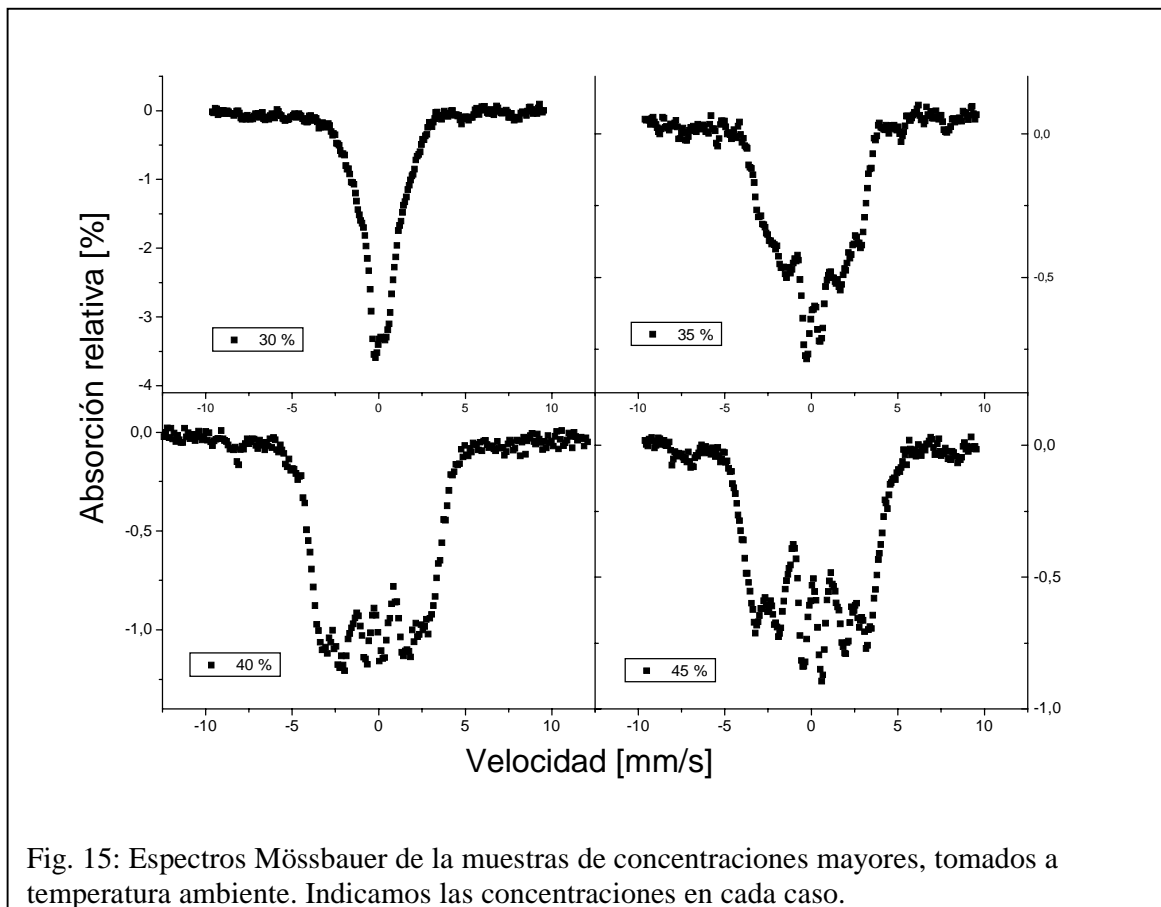 0
-1
-2
-3
-4
30 %
-10 -5 0 5 10
0,0
-0,5
35 %
-10 -5 0 5 10
0,0
-0,5
-1,0
40 %
-10 -5 0 5 10
0,0
-0,5
-1,0
45 %
-10 -5 0 5 10
Absorción relativa [%]
Velocidad [mm/s]
Fig. 15: Espectros Mössbauer de la muestras de concentraciones mayores, tomados a
temperatura ambiente. Indicamos las concentraciones en cada caso.